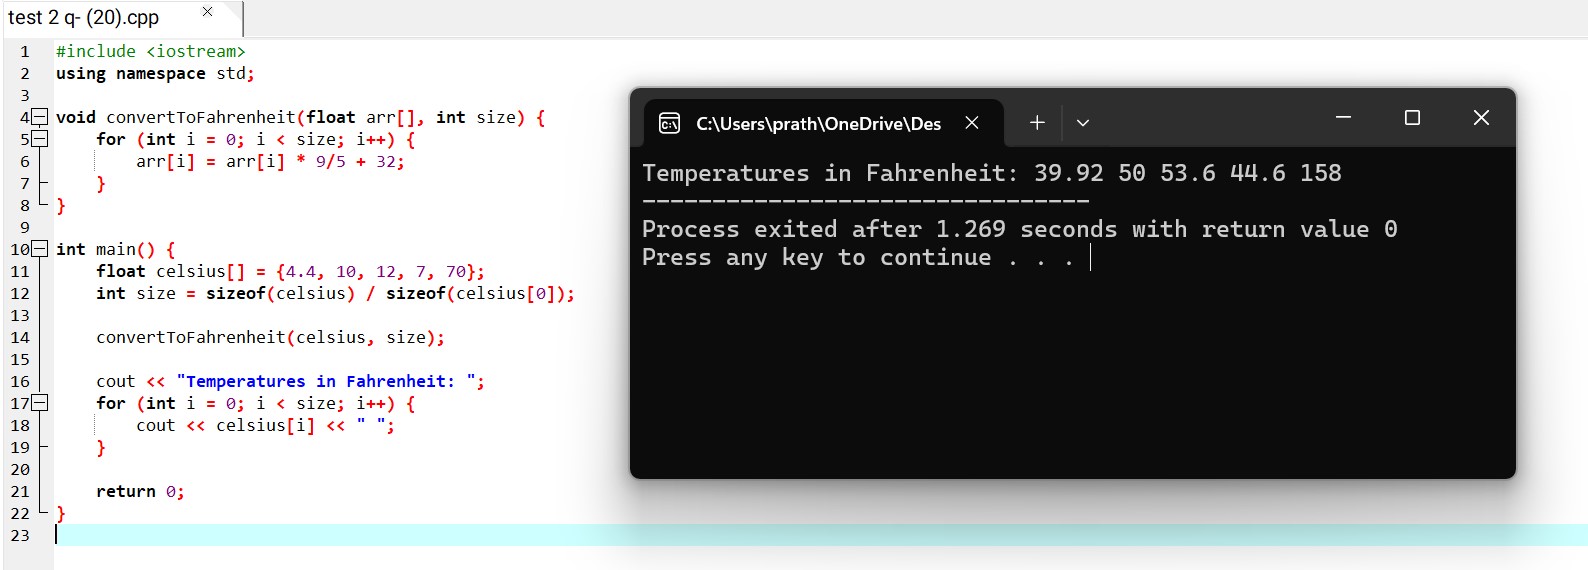 test 2 q- (20).cpp
1 #include <iostream>
2 using namespace std;
3
4 void convertToFahrenheit(float arr[], int size) {
5     for (int i = 0; i < size; i++) {
6         arr[i] = arr[i] * 9/5 + 32;
7     }
8 }
9
10 int main() {
11     float celsius[] = {4.4, 10, 12, 7, 70};
12     int size = sizeof(celsius) / sizeof(celsius[0]);
13
14     convertToFahrenheit(celsius, size);
15
16     cout << "Temperatures in Fahrenheit: ";
17     for (int i = 0; i < size; i++) {
18         cout << celsius[i] << " ";
19     }
20
21     return 0;
22 }
23
C:\Users\prath\OneDrive\Des
Temperatures in Fahrenheit: 39.92 50 53.6 44.6 158
--------------------------------
Process exited after 1.269 seconds with return value 0
Press any key to continue . . .